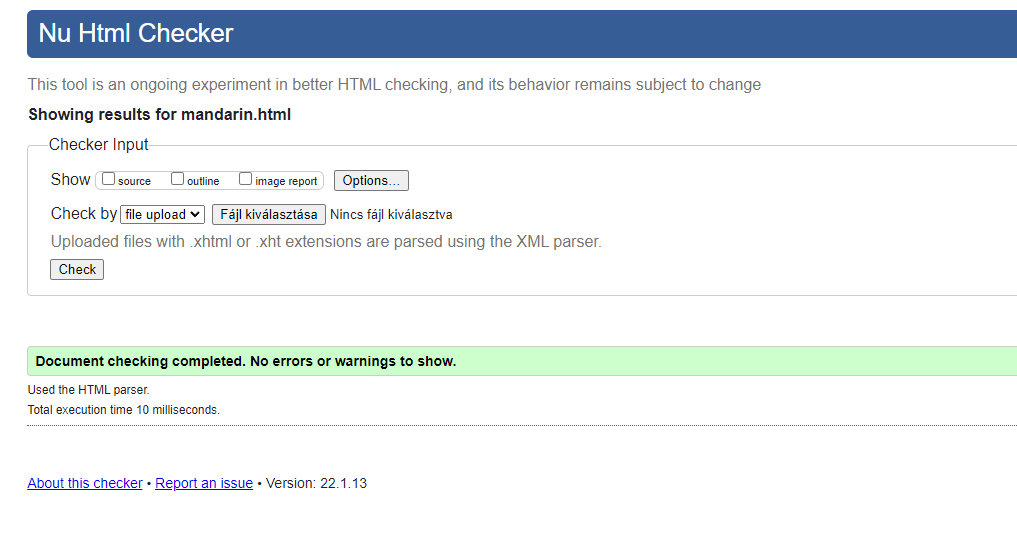 Nu Html Checker
This tool is an ongoing experiment in better HTML checking, and its behavior remains subject to change
Showing results for mandarin.html
Checker Input
Show source outline image report Options...
Check by file upload Fájl kiválasztása Nincs fájl kiválasztva
Uploaded files with .xhtml or .xht extensions are parsed using the XML parser.
Check
Document checking completed. No errors or warnings to show.
Used the HTML parser.
Total execution time 10 milliseconds.
About this checker • Report an issue • Version: 22.1.13